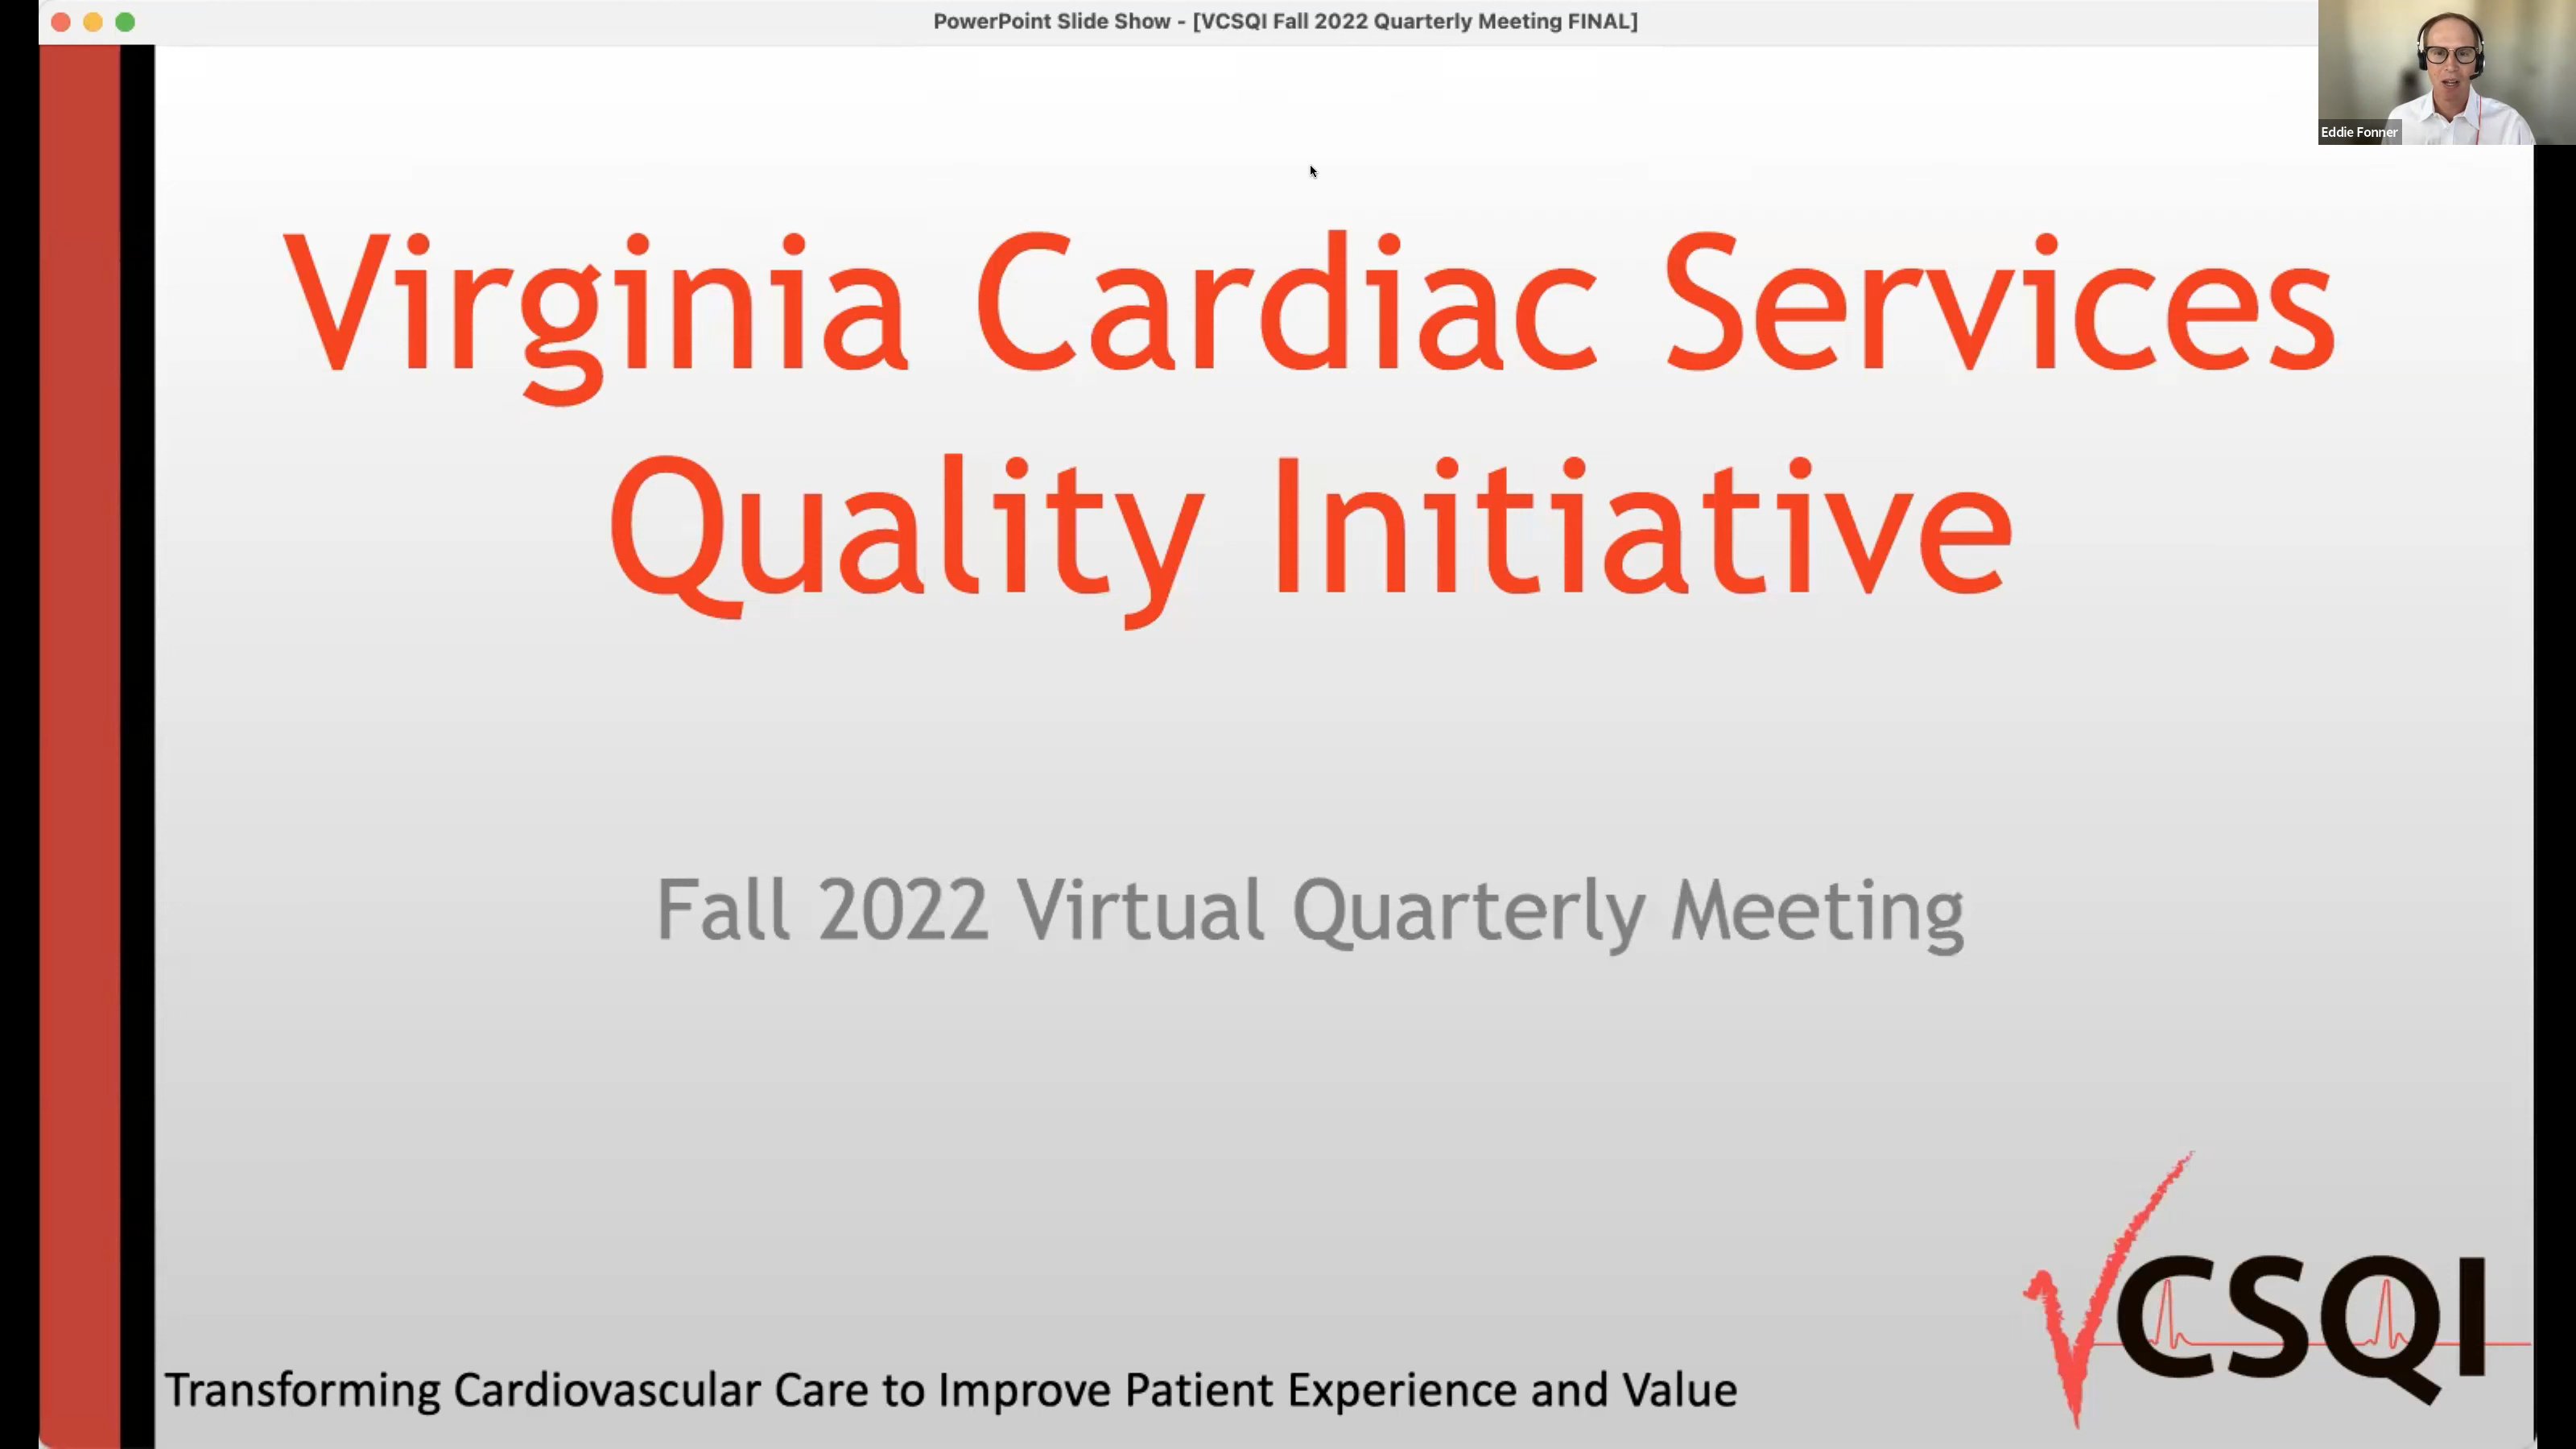 PowerPoint Slide Show - [VCSQI Fall 2022 Quarterly Meeting FINAL]
Eddie Fonner
Virginia Cardiac Services
Quality Initiative
Fall 2022 Virtual Quarterly Meeting
VCSQI
Transforming Cardiovascular Care to Improve Patient Experience and Value